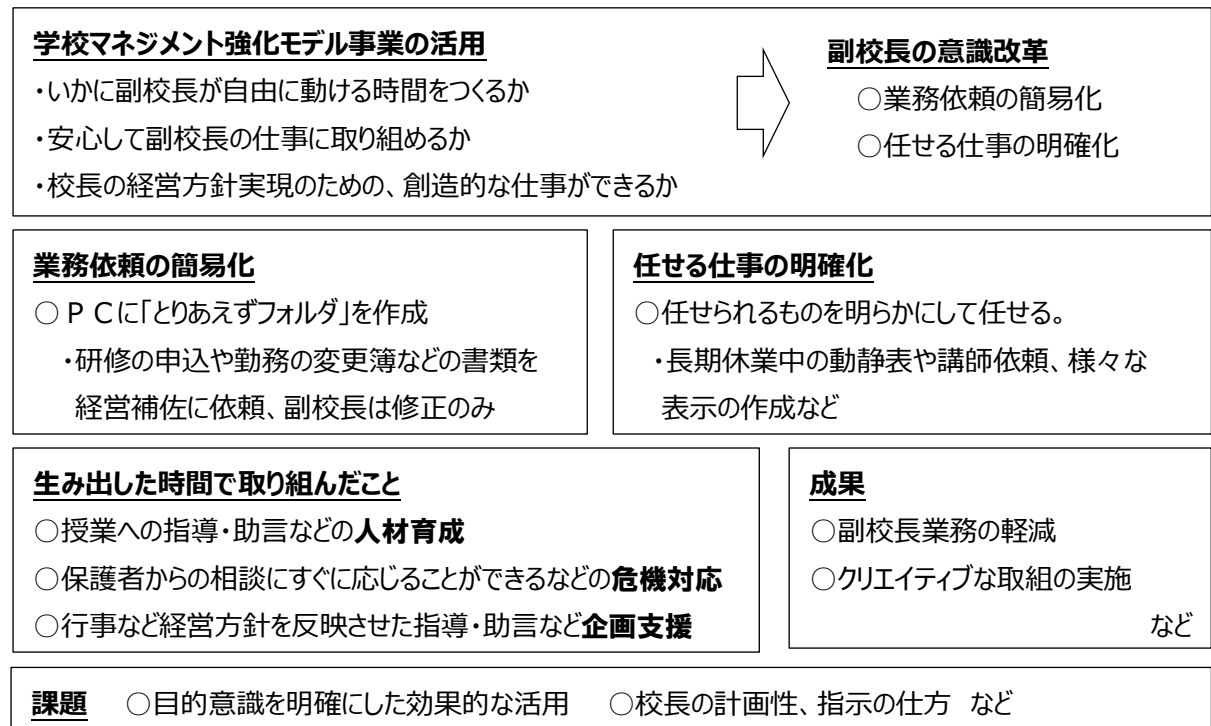 学校マネジメント強化モデル事業の活用
・いかに副校長が自由に動ける時間をつくるか
・安心して副校長の仕事に取り組めるか
・校長の経営方針実現のための、創造的な仕事ができるか
副校長の意識改革
○業務依頼の簡易化
○任せる仕事の明確化
業務依頼の簡易化
○ＰＣに「とりあえずフォルダ」を作成
・研修の申込や勤務の変更簿などの書類を
経営補佐に依頼、副校長は修正のみ
任せる仕事の明確化
○任せられるものを明らかにして任せる。
・長期休業中の動静表や講師依頼、様々な
表示の作成など
生み出した時間で取り組んだこと
○授業への指導・助言などの人材育成
○保護者からの相談にすぐに応じることができるなどの危機対応
○行事など経営方針を反映させた指導・助言など企画支援
成果
○副校長業務の軽減
○クリエイティブな取組の実施
など
課題　○目的意識を明確にした効果的な活用　○校長の計画性、指示の仕方　など